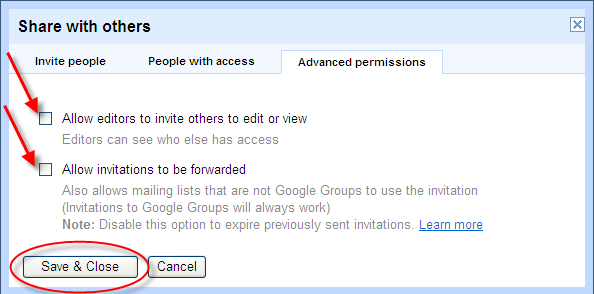 Share with others
Invite people People with access Advanced permissions
Allow editors to invite others to edit or view
Editors can see who else has access
Allow invitations to be forwarded
Also allows mailing lists that are not Google Groups to use the invitation
(Invitations to Google Groups will always work)
Note: Disable this option to expire previously sent invitations. Learn more
Save & Close Cancel